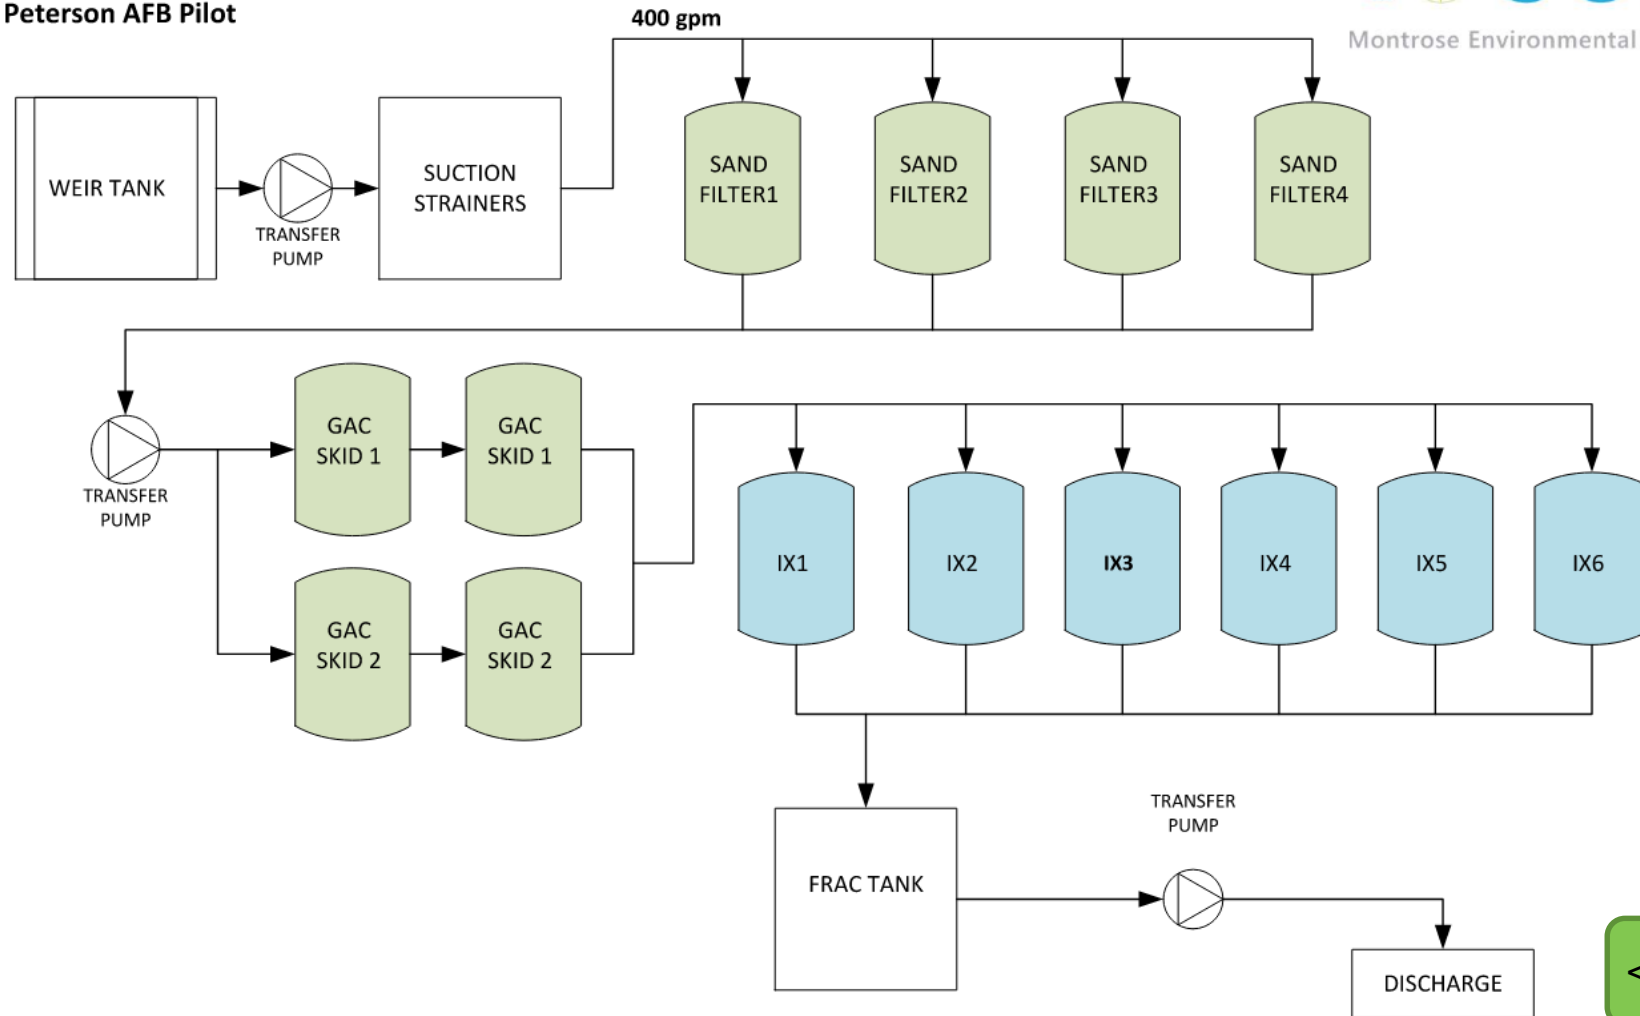 Peterson AFB Pilot
400 gpm
Montrose Environmental
WEIR TANK
TRANSFER
PUMP
SUCTION
STRAINERS
SAND
FILTER1
SAND
FILTER2
SAND
FILTER3
SAND
FILTER4
TRANSFER
PUMP
GAC
SKID 1
GAC
SKID 1
GAC
SKID 2
GAC
SKID 2
IX1
IX2
IX3
IX4
IX5
IX6
FRAC TANK
TRANSFER
PUMP
DISCHARGE
<